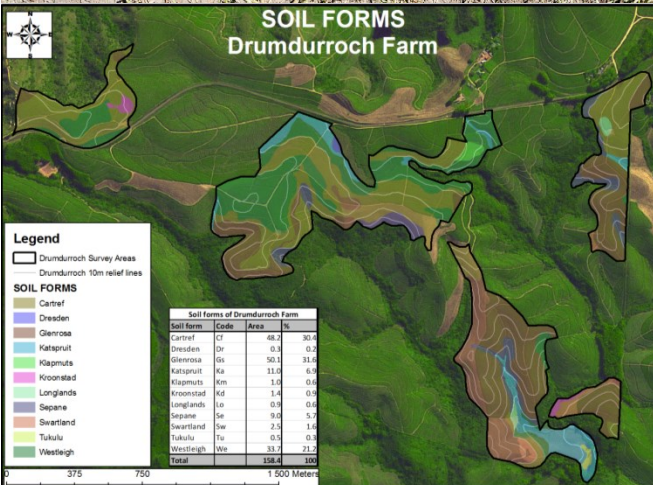 SOIL FORMS
Drumdurroch Farm
N
W E
S
Legend
Drumdurroch Survey Areas
Drumdurroch 10m relief lines
SOIL FORMS
Cartref
Dresden
Glenrosa
Katspruit
Klapmuts
Kroonstad
Longlands
Sepane
Swartland
Tukulu
Westleigh
Soil forms of Drumdurroch Farm
Soil form Code Area %
Cartref Cf 48.2 30.4
Dresden Dr 0.3 0.2
Glenrosa Gs 50.1 31.6
Katspruit Ka 11.0 6.9
Klapmuts Km 1.0 0.6
Kroonstad Kd 1.4 0.9
Longlands Lo 0.9 0.6
Sepane Se 9.0 5.7
Swartland Sw 2.5 1.6
Tukulu Tu 0.5 0.3
Westleigh We 33.7 21.2
Total 158.4 100
0 375 750 1 500 Meters